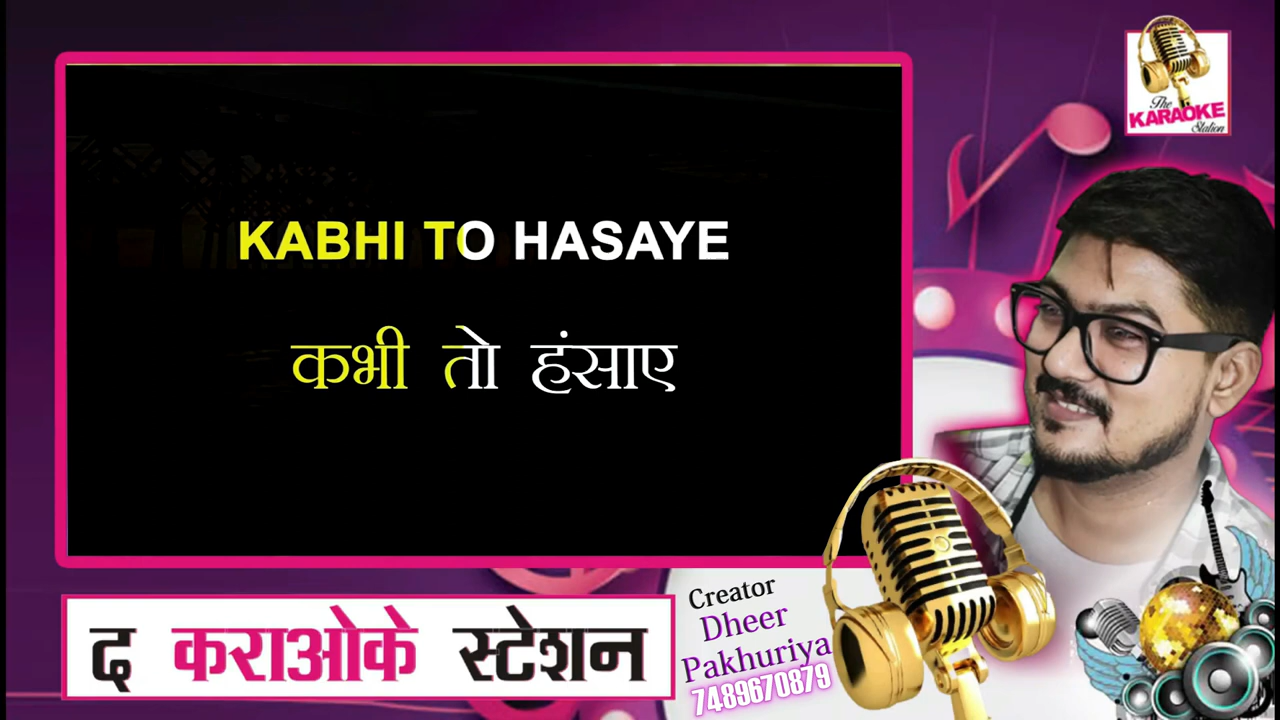 The
KARAOKE
Station
KABHI TO HASAYE
कभी तो हंसाए
द कराओके स्टेशन
Creator
Dheer
Pakhuriya
7489670879